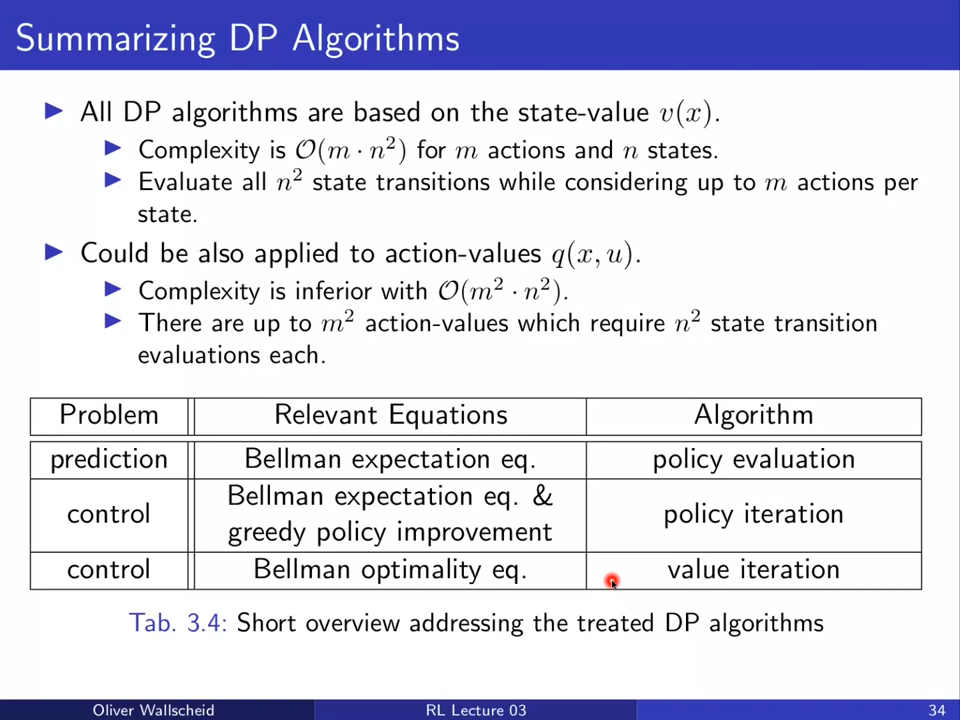 Summarizing DP Algorithms
▶ All DP algorithms are based on the state-value v(x).
▶ Complexity is O(m · n²) for m actions and n states.
▶ Evaluate all n² state transitions while considering up to m actions per
state.
▶ Could be also applied to action-values q(x, u).
▶ Complexity is inferior with O(m² · n²).
▶ There are up to m² action-values which require n² state transition
evaluations each.
Problem Relevant Equations Algorithm
prediction Bellman expectation eq. policy evaluation
control Bellman expectation eq. & greedy policy improvement policy iteration
control Bellman optimality eq. value iteration
Tab. 3.4: Short overview addressing the treated DP algorithms
Oliver Wallscheid RL Lecture 03 34